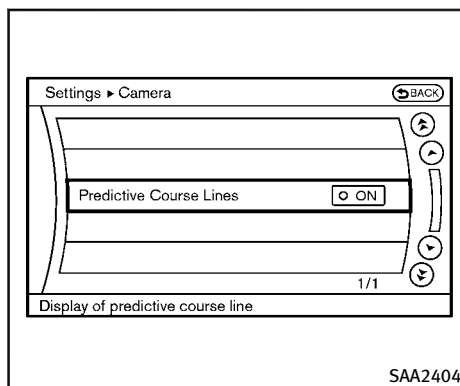 Settings ▸ Camera
BACK
Predictive Course Lines
ON
1/1
Display of predictive course line
SAA2404